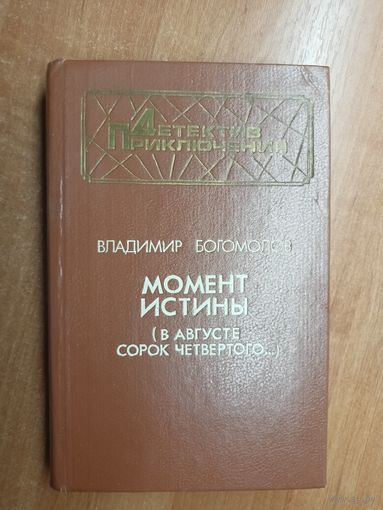 Детектив
Приключения
ВЛАДИМИР БОГОМОЛОВ
МОМЕНТ
ИСТИНЫ
(В АВГУСТЕ
СОРОК ЧЕТВЕРТОГО...)